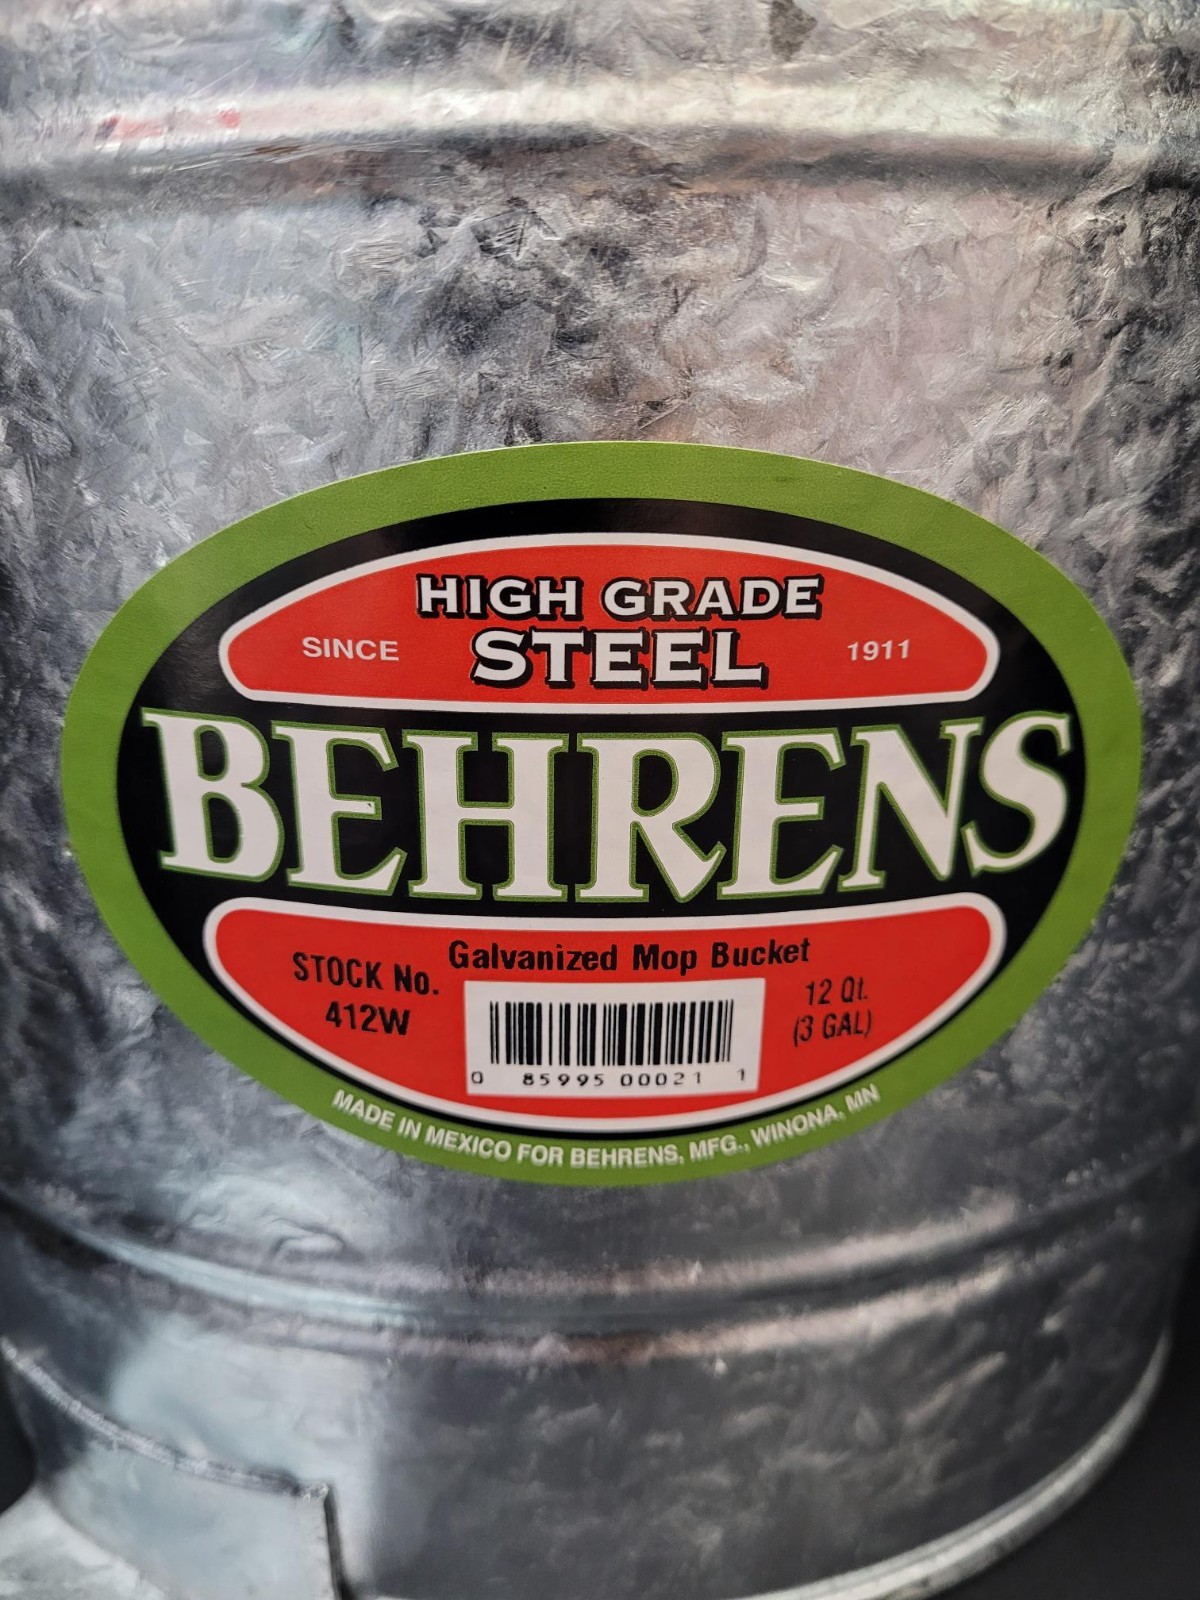 HIGH GRADE
SINCE STEEL 1911
BEHRENS
Galvanized Mop Bucket
STOCK No.
412W
12 Qt.
(3 GAL)
0 85995 00021 1
MADE IN MEXICO FOR BEHRENS, MFG., WINONA, MN